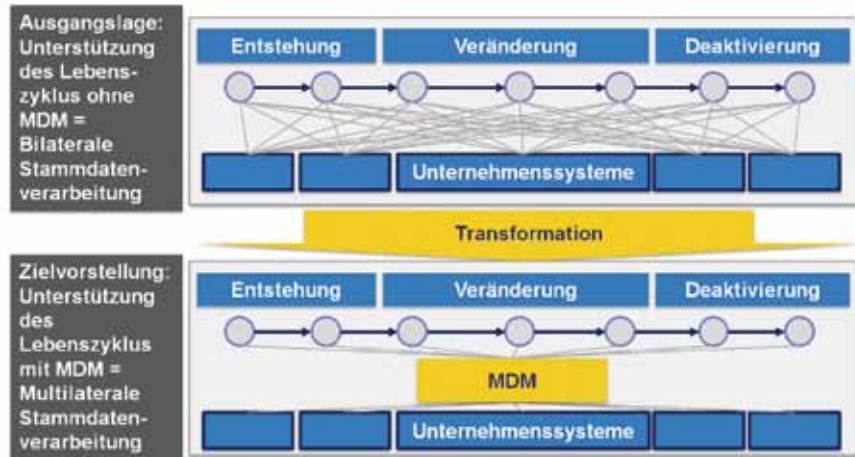 Ausgangslage:
Unterstützung
des Lebens-
zyklus ohne
MDM =
Bilaterale
Stammdaten-
verarbeitung
Entstehung
Veränderung
Deaktivierung
Unternehmenssysteme
Transformation
Zielvorstellung:
Unterstützung
des
Lebenszyklus
mit MDM =
Multilaterale
Stammdaten-
verarbeitung
Entstehung
Veränderung
Deaktivierung
MDM
Unternehmenssysteme